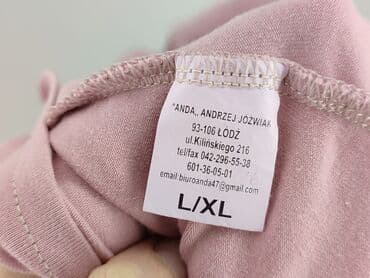 "ANDA,, ANDRZEJ JÓŹWIAK
93-106 ŁÓDŹ
ul.Kilińskiego 216
tel/fax 042-296-55-38
601-36-05-01
email:biuroanda47@gmail.com
L/XL